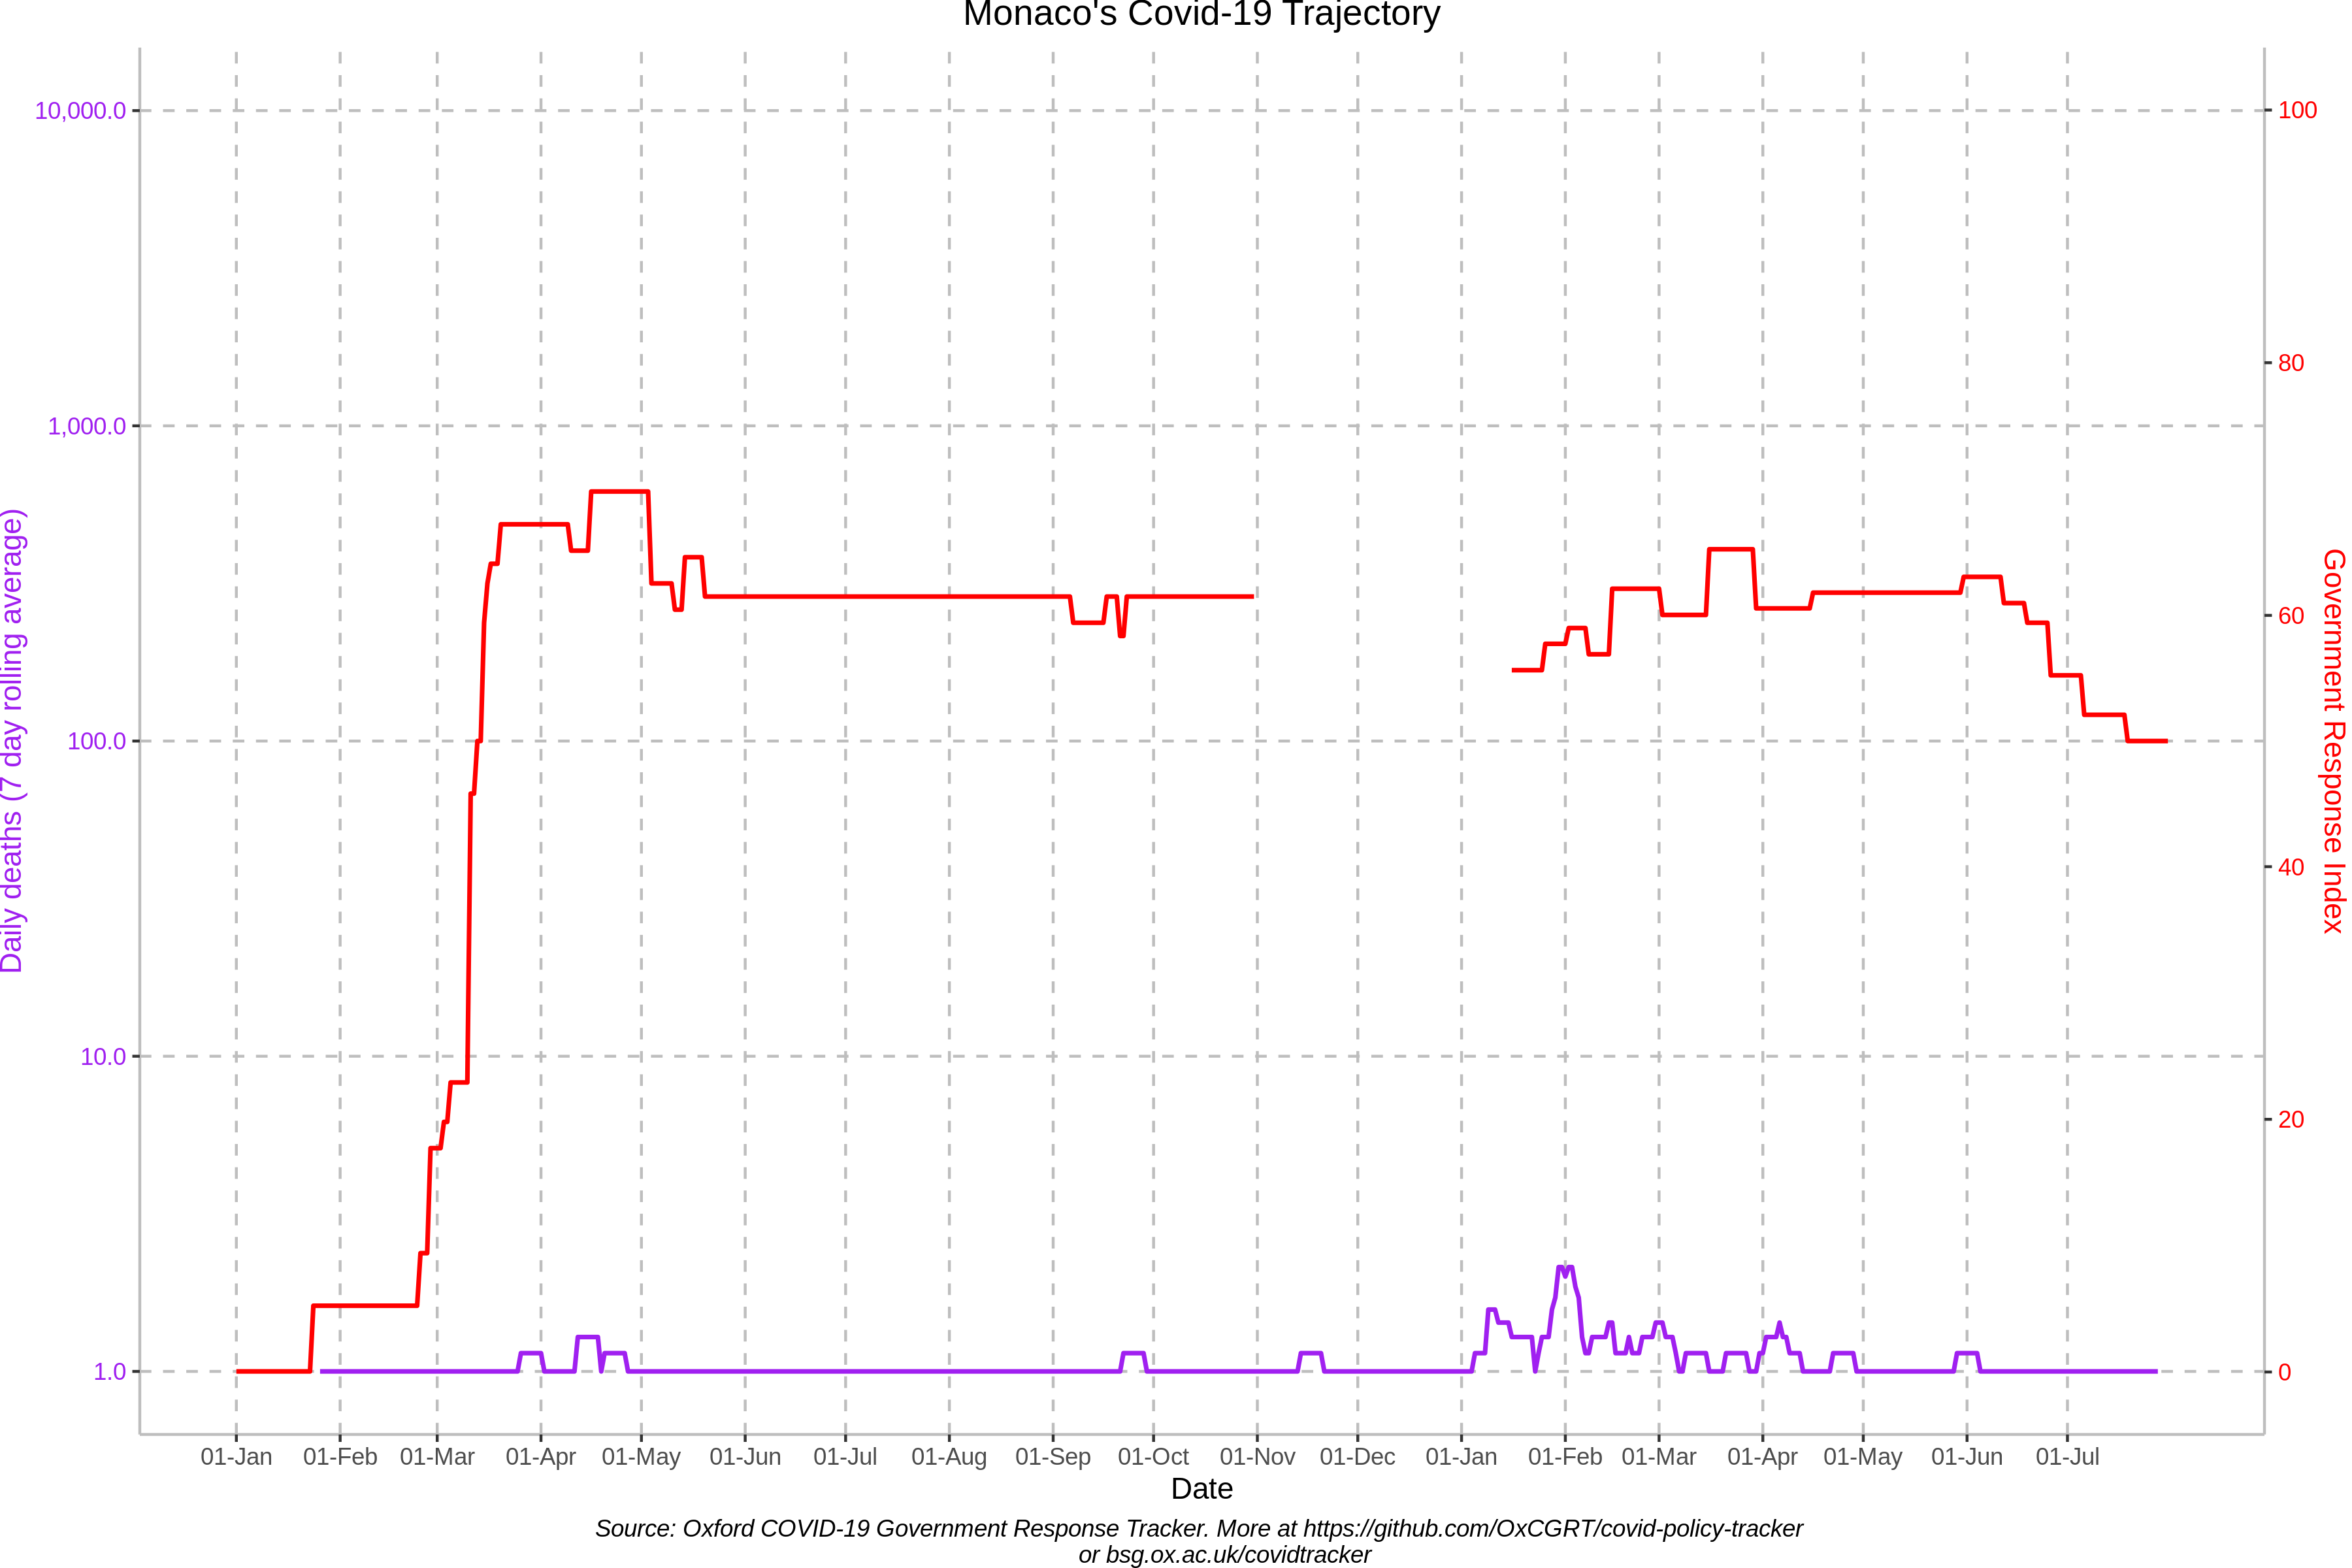 Monaco's Covid-19 Trajectory
10,000.0
1,000.0
100.0
10.0
1.0
Daily deaths (7 day rolling average)
100
80
60
40
20
0
Government Response Index
01-Jan 01-Feb 01-Mar 01-Apr 01-May 01-Jun 01-Jul 01-Aug 01-Sep 01-Oct 01-Nov 01-Dec 01-Jan 01-Feb 01-Mar 01-Apr 01-May 01-Jun 01-Jul
Date
Source: Oxford COVID-19 Government Response Tracker. More at https://github.com/OxCGRT/covid-policy-tracker
or bsg.ox.ac.uk/covidtracker